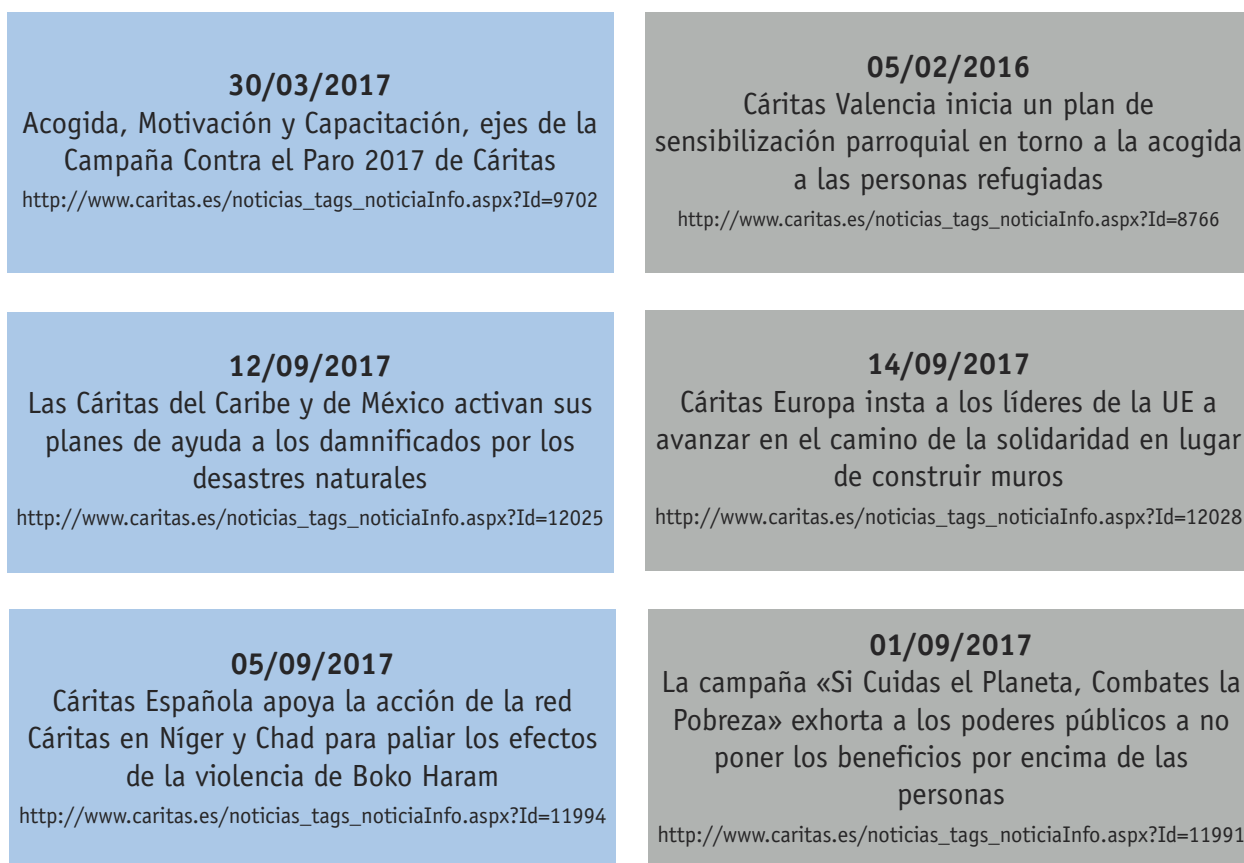 30/03/2017
Acogida, Motivación y Capacitación, ejes de la
Campaña Contra el Paro 2017 de Cáritas
http://www.caritas.es/noticias_tags_noticiaInfo.aspx?Id=9702
05/02/2016
Cáritas Valencia inicia un plan de
sensibilización parroquial en torno a la acogida
a las personas refugiadas
http://www.caritas.es/noticias_tags_noticiaInfo.aspx?Id=8766
12/09/2017
Las Cáritas del Caribe y de México activan sus
planes de ayuda a los damnificados por los
desastres naturales
http://www.caritas.es/noticias_tags_noticiaInfo.aspx?Id=12025
14/09/2017
Cáritas Europa insta a los líderes de la UE a
avanzar en el camino de la solidaridad en lugar
de construir muros
http://www.caritas.es/noticias_tags_noticiaInfo.aspx?Id=12028
05/09/2017
Cáritas Española apoya la acción de la red
Cáritas en Níger y Chad para paliar los efectos
de la violencia de Boko Haram
http://www.caritas.es/noticias_tags_noticiaInfo.aspx?Id=11994
01/09/2017
La campaña «Si Cuidas el Planeta, Combates la
Pobreza» exhorta a los poderes públicos a no
poner los beneficios por encima de las
personas
http://www.caritas.es/noticias_tags_noticiaInfo.aspx?Id=11991